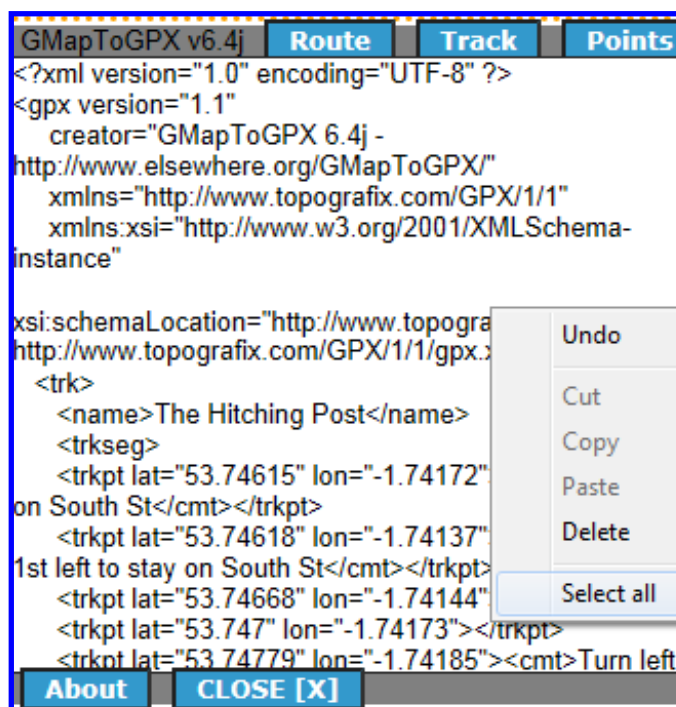 GMapToGPX v6.4j Route Track Points
<?xml version="1.0" encoding="UTF-8" ?>
<gpx version="1.1"
creator="GMapToGPX 6.4j -
http://www.elsewhere.org/GMapToGPX/"
xmlns="http://www.topografix.com/GPX/1/1"
xmlns:xsi="http://www.w3.org/2001/XMLSchema-
instance"
xsi:schemaLocation="http://www.topogra
http://www.topografix.com/GPX/1/1/gpx.x
<trk>
<name>The Hitching Post</name>
<trkseg>
<trkpt lat="53.74615" lon="-1.74172"
on South St</cmt></trkpt>
<trkpt lat="53.74618" lon="-1.74137"
1st left to stay on South St</cmt></trkpt>
<trkpt lat="53.74668" lon="-1.74144"
<trkpt lat="53.747" lon="-1.74173"></trkpt>
<trkpt lat="53.74779" lon="-1.74185"><cmt>Turn left
Undo
Cut
Copy
Paste
Delete
Select all
About CLOSE [X]